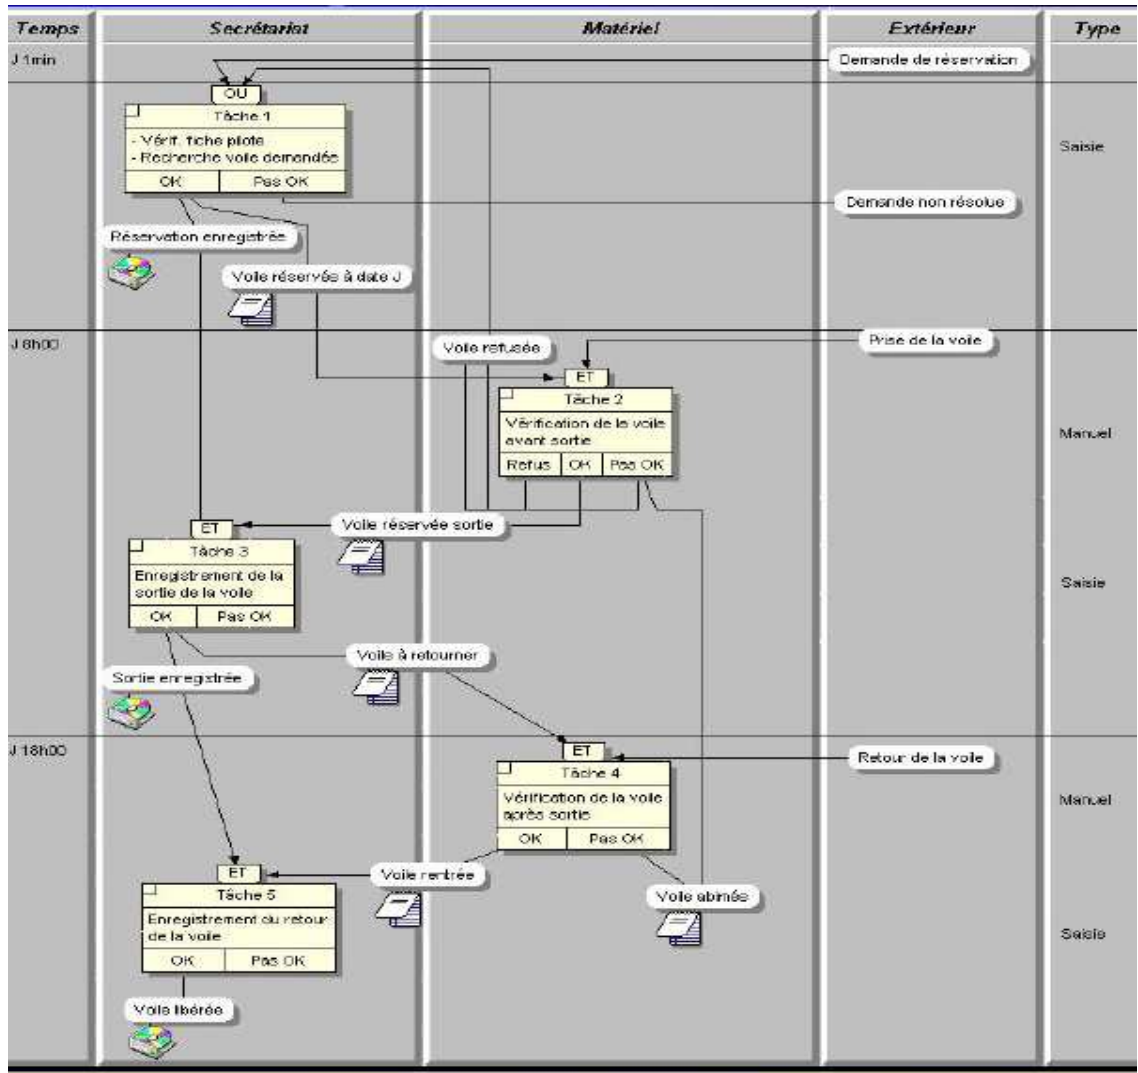 Temps
Secrétariat
Matériel
Extérieur
Type
J 1min
Demande de réservation
OU
Tâche 1
- Vérif. fiche pilote
- Recherche voile demandée
OK
Pas OK
Saisie
Demande non résolue
Réservation enregistrée
Voile réservée à date J
J 8h00
Voile refusée
Prise de la voile
ET
Tâche 2
Vérification de la voile
avant sortie
Refus
OK
Pas OK
Manuel
ET
Voile réservée sortie
Tâche 3
Enregistrement de la
sortie de la voile
OK
Pas OK
Saisie
Voile à retourner
Sortie enregistrée
J 18h00
ET
Retour de la voile
Tâche 4
Vérification de la voile
après sortie
OK
Pas OK
Manuel
ET
Voile rentrée
Tâche 5
Voile abimée
Enregistrement du retour
de la voile
OK
Pas OK
Saisie
Voile libérée